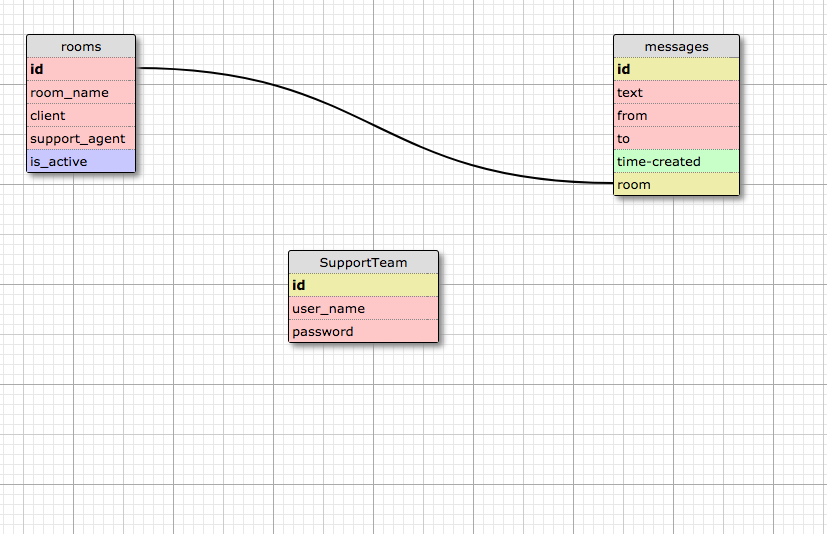 rooms
id
room_name
client
support_agent
is_active
messages
id
text
from
to
time-created
room
SupportTeam
id
user_name
password